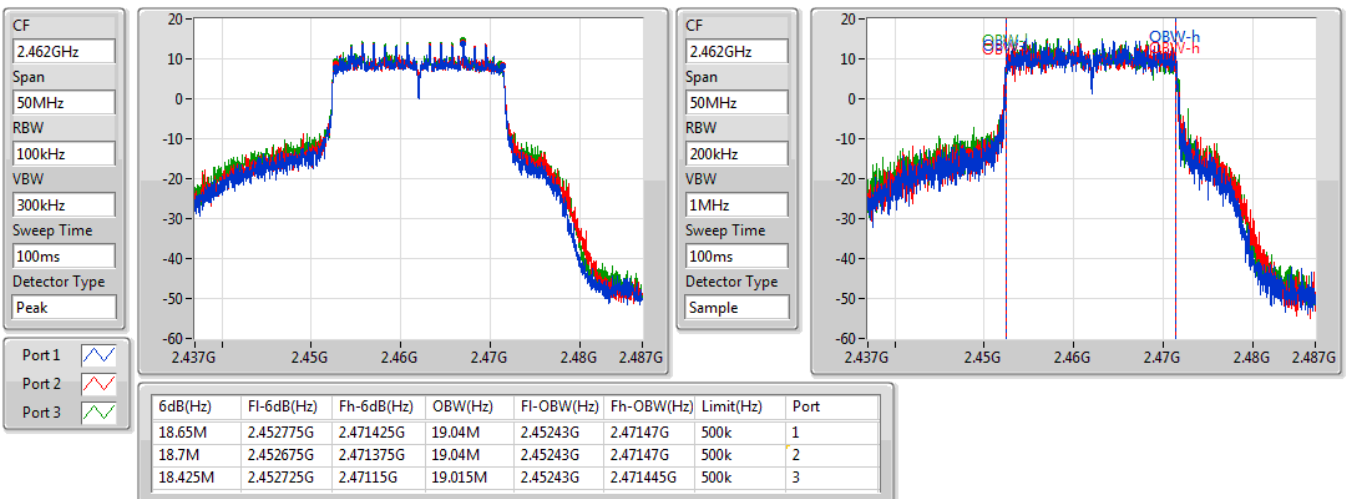 CF
2.462GHz
Span
50MHz
RBW
100kHz
VBW
300kHz
Sweep Time
100ms
Detector Type
Peak
20
10
0
-10
-20
-30
-40
-50
-60
2.437G 2.45G 2.46G 2.47G 2.48G 2.487G
CF
2.462GHz
Span
50MHz
RBW
200kHz
VBW
1MHz
Sweep Time
100ms
Detector Type
Sample
20
10
0
-10
-20
-30
-40
-50
-60
OBW-h
OBW-h
2.437G 2.45G 2.46G 2.47G 2.48G 2.487G
Port 1
Port 2
Port 3
6dB(Hz) Fl-6dB(Hz) Fh-6dB(Hz) OBW(Hz) Fl-OBW(Hz) Fh-OBW(Hz) Limit(Hz) Port
18.65M 2.452775G 2.471425G 19.04M 2.45243G 2.47147G 500k 1
18.7M 2.452675G 2.471375G 19.04M 2.45243G 2.47147G 500k 2
18.425M 2.452725G 2.47115G 19.015M 2.45243G 2.471445G 500k 3